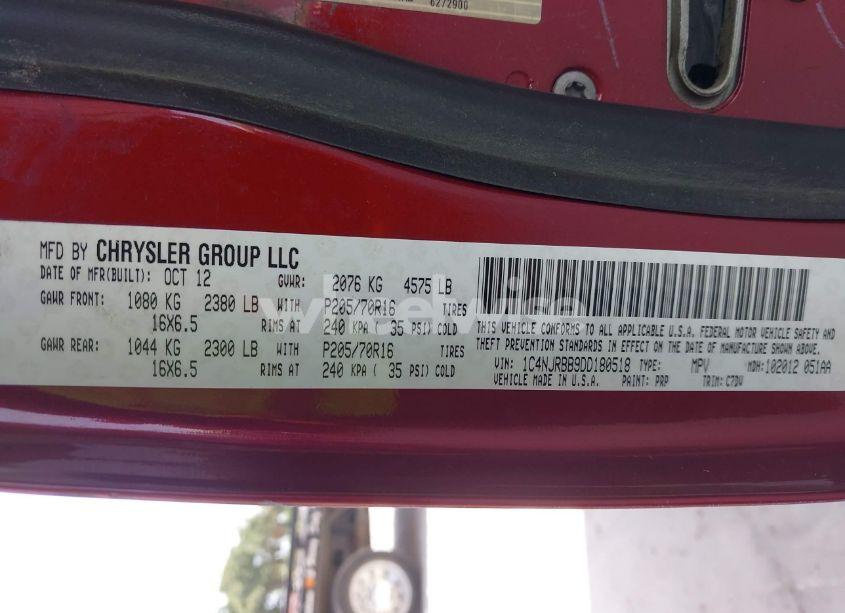 6272900
MFD BY CHRYSLER GROUP LLC
DATE OF MFR(BUILT): OCT 12 GVWR: 2076 KG 4575 LB
GAWR FRONT: 1080 KG 2380 LB WITH P205/70R16 TIRES
16X6.5 RIMS AT 240 KPA ( 35 PSI) COLD
GAWR REAR: 1044 KG 2300 LB WITH P205/70R16 TIRES
16X6.5 RIMS AT 240 KPA ( 35 PSI) COLD
THIS VEHICLE CONFORMS TO ALL APPLICABLE U.S.A. FEDERAL MOTOR VEHICLE SAFETY AND
THEFT PREVENTION STANDARDS IN EFFECT ON THE DATE OF MANUFACTURE SHOWN ABOVE.
VIN: 1C4NJRBB9DD180518 TYPE: MPV MDH:102012 051AA
VEHICLE MADE IN U.S.A. PAINT: PRP TRIM: C7DV